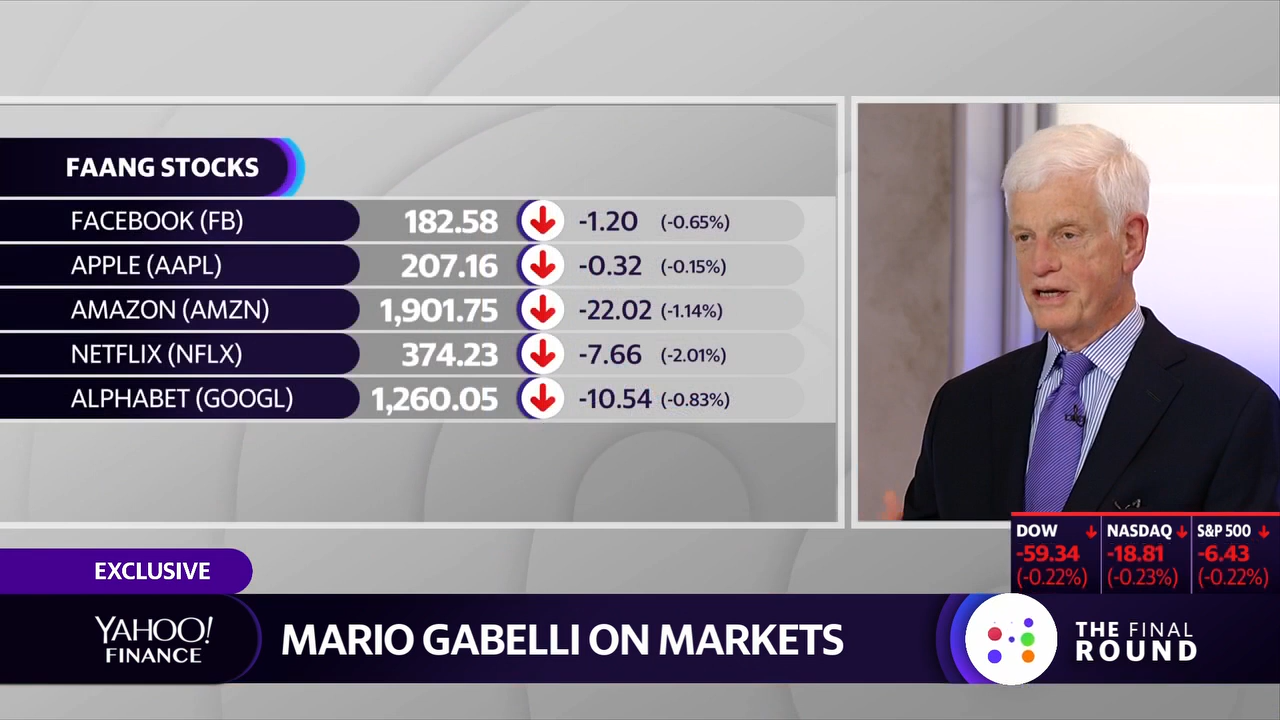 FAANG STOCKS
FACEBOOK (FB) 182.58 -1.20 (-0.65%)
APPLE (AAPL) 207.16 -0.32 (-0.15%)
AMAZON (AMZN) 1,901.75 -22.02 (-1.14%)
NETFLIX (NFLX) 374.23 -7.66 (-2.01%)
ALPHABET (GOOGL) 1,260.05 -10.54 (-0.83%)
DOW NASDAQ S&P 500
-59.34 -18.81 -6.43
(-0.22%) (-0.23%) (-0.22%)
EXCLUSIVE
YAHOO!
FINANCE
MARIO GABELLI ON MARKETS
THE FINAL
ROUND